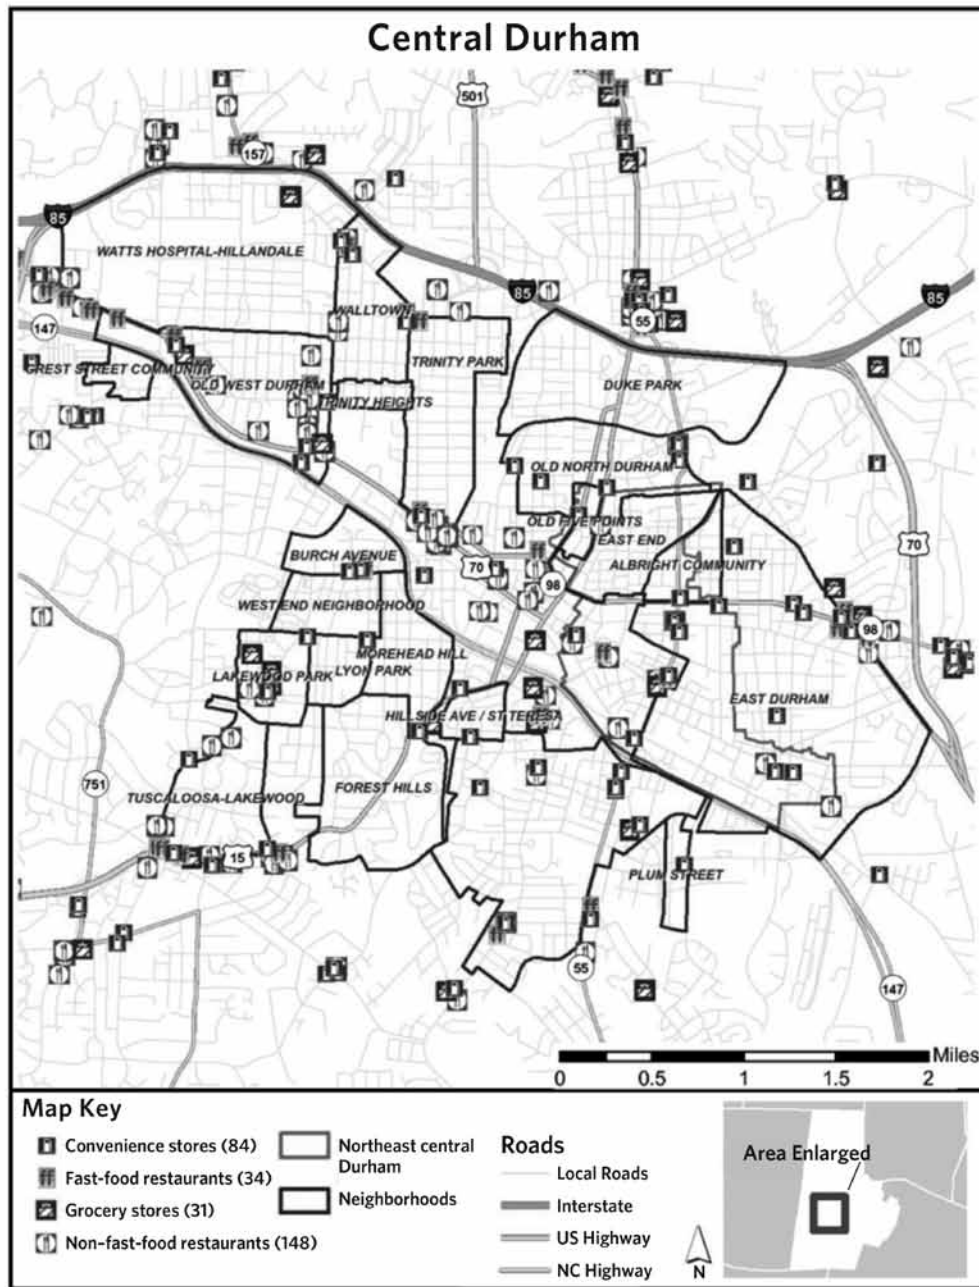 Central Durham
501
157
85
WATTS HOSPITAL-HILLANDALE
85
85
WALLTOWN
147
55
TRINITY PARK
CREST STREET COMMUNITY
OLD WEST DURHAM
DUKE PARK
TRINITY HEIGHTS
OLD NORTH DURHAM
OLD FIVE POINTS
EAST END
70
BURCH AVENUE
70
98
ALBRIGHT COMMUNITY
WEST END NEIGHBORHOOD
98
MOREHEAD HILL
LYON PARK
LAKEWOOD PARK
EAST DURHAM
HILLSIDE AVE / ST TERESA
751
FOREST HILLS
TUSCALOOSA-LAKEWOOD
15
PLUM STREET
55
147
Miles
0 0.5 1 1.5 2
Map Key
Convenience stores (84)
Fast-food restaurants (34)
Grocery stores (31)
Non-fast-food restaurants (148)
Northeast central
Durham
Neighborhoods
Roads
Local Roads
Interstate
US Highway
NC Highway
N
Area Enlarged